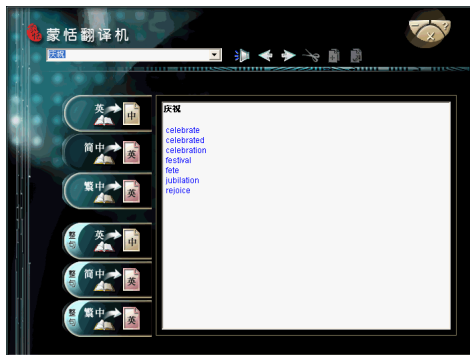 蒙恬翻译机
庆祝
英 中
简中 英
繁中 英
整句 英 中
整句 简中 英
整句 繁中 英
庆祝
celebrate
celebrated
celebration
festival
fete
jubilation
rejoice